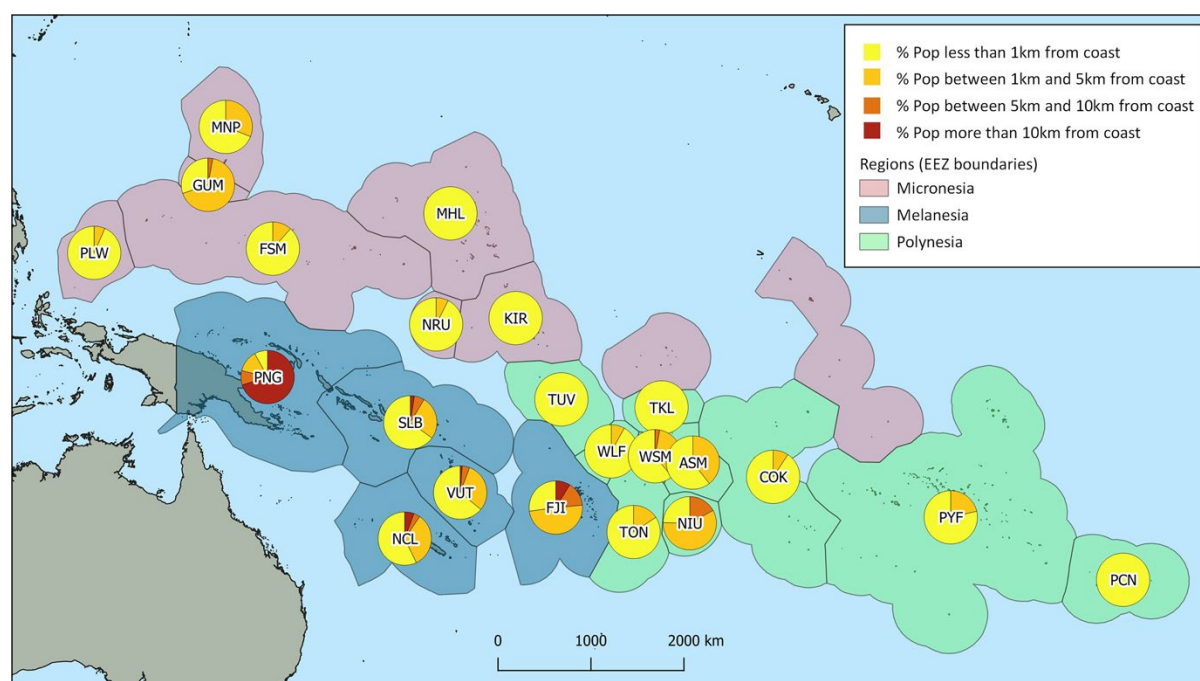 % Pop less than 1km from coast
% Pop between 1km and 5km from coast
% Pop between 5km and 10km from coast
% Pop more than 10km from coast
Regions (EEZ boundaries)
Micronesia
Melanesia
Polynesia
MNP
GUM
PLW
FSM
MHL
NRU
KIR
PNG
SLB
TUV
TKL
WLF
WSM
ASM
COK
VUT
FJI
NCL
TON
NIU
PYF
PCN
0 1000 2000 km